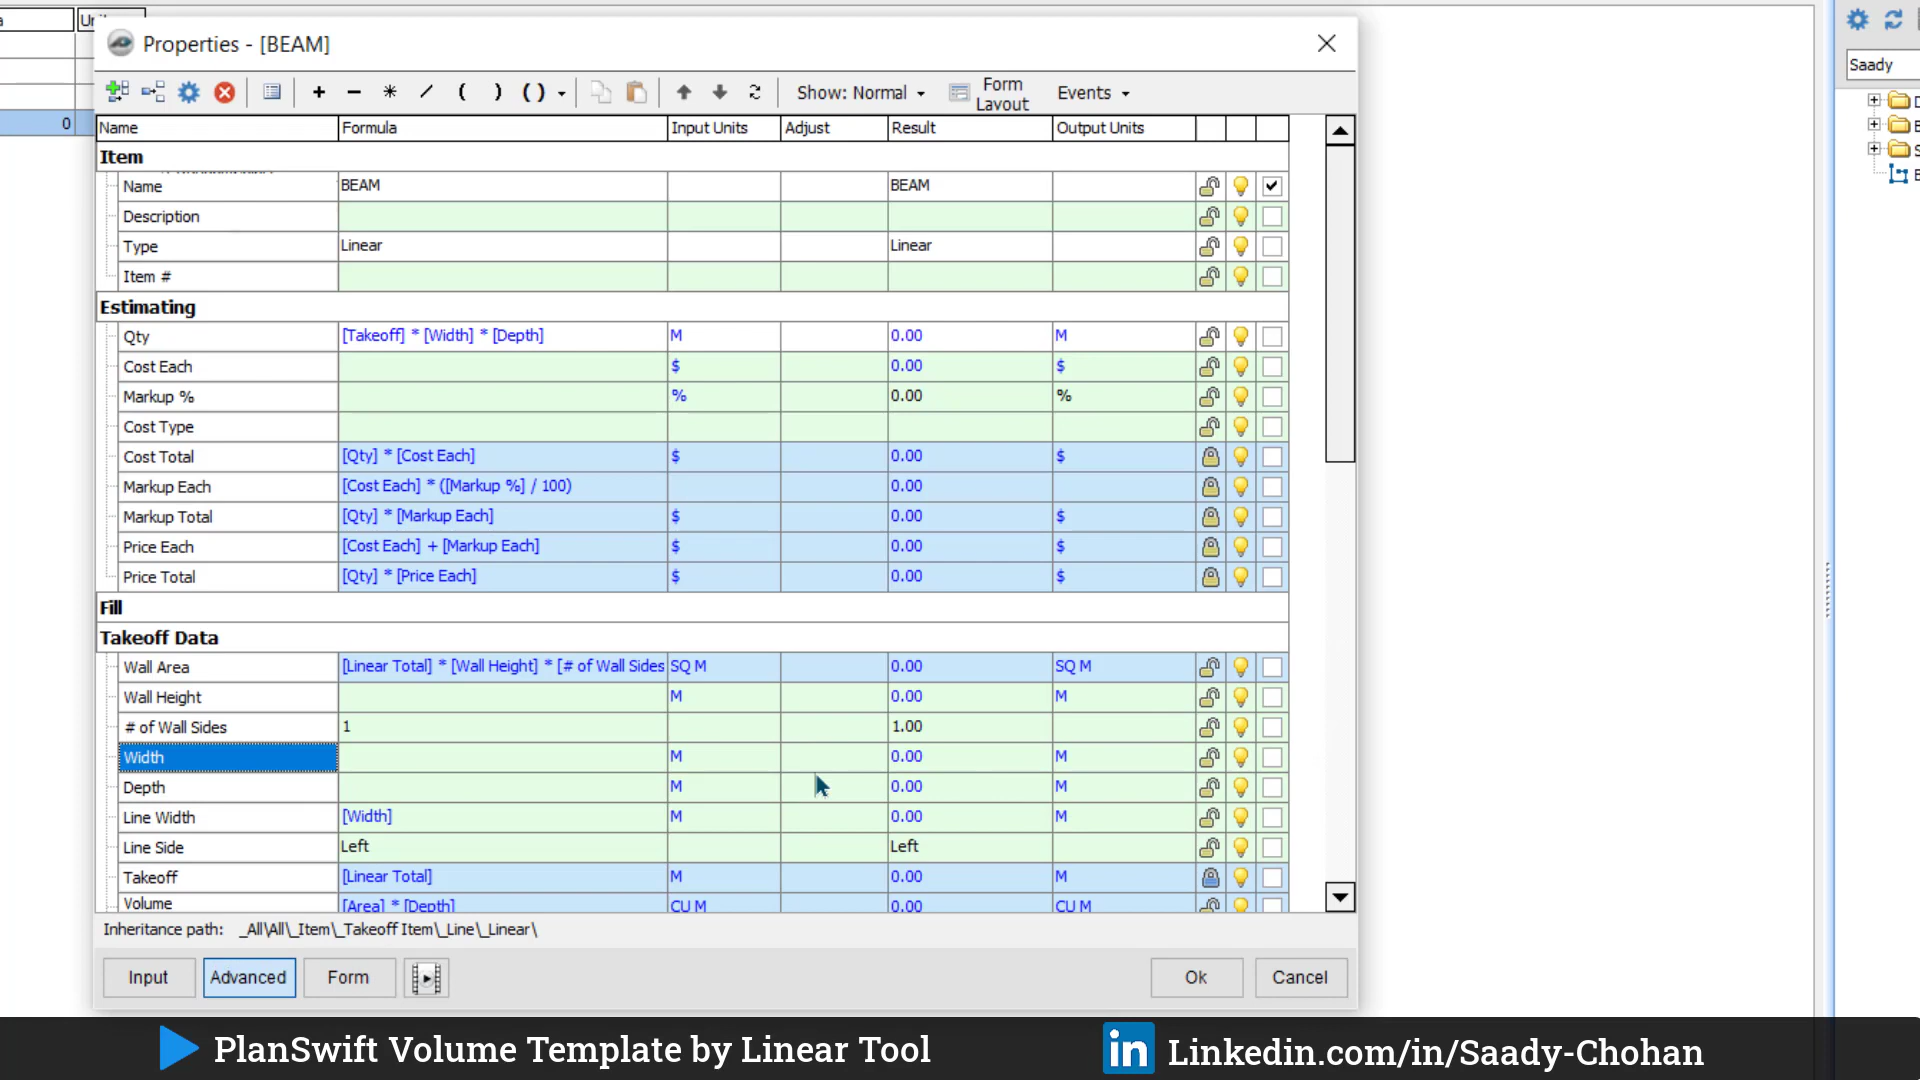 Properties - [BEAM]
Saady
+ - * / ( ) ( ) Show: Normal Form Layout Events
Name Formula Input Units Adjust Result Output Units
Item
Name BEAM BEAM
Description
Type Linear Linear
Item #
Estimating
Qty [Takeoff] * [Width] * [Depth] M 0.00 M
Cost Each $ 0.00 $
Markup % % 0.00 %
Cost Type
Cost Total [Qty] * [Cost Each] $ 0.00 $
Markup Each [Cost Each] * ([Markup %] / 100) 0.00
Markup Total [Qty] * [Markup Each] $ 0.00 $
Price Each [Cost Each] + [Markup Each] $ 0.00 $
Price Total [Qty] * [Price Each] $ 0.00 $
Fill
Takeoff Data
Wall Area [Linear Total] * [Wall Height] * [# of Wall Sides SQ M 0.00 SQ M
Wall Height M 0.00 M
# of Wall Sides 1 1.00
Width M 0.00 M
Depth M 0.00 M
Line Width [Width] M 0.00 M
Line Side Left Left
Takeoff [Linear Total] M 0.00 M
Volume [Area] * [Depth] CU M 0.00 CU M
Inheritance path: _All\All\_Item\_Takeoff Item\_Line\_Linear\
Input Advanced Form Ok Cancel
0
PlanSwift Volume Template by Linear Tool
in Linkedin.com/in/Saady-Chohan